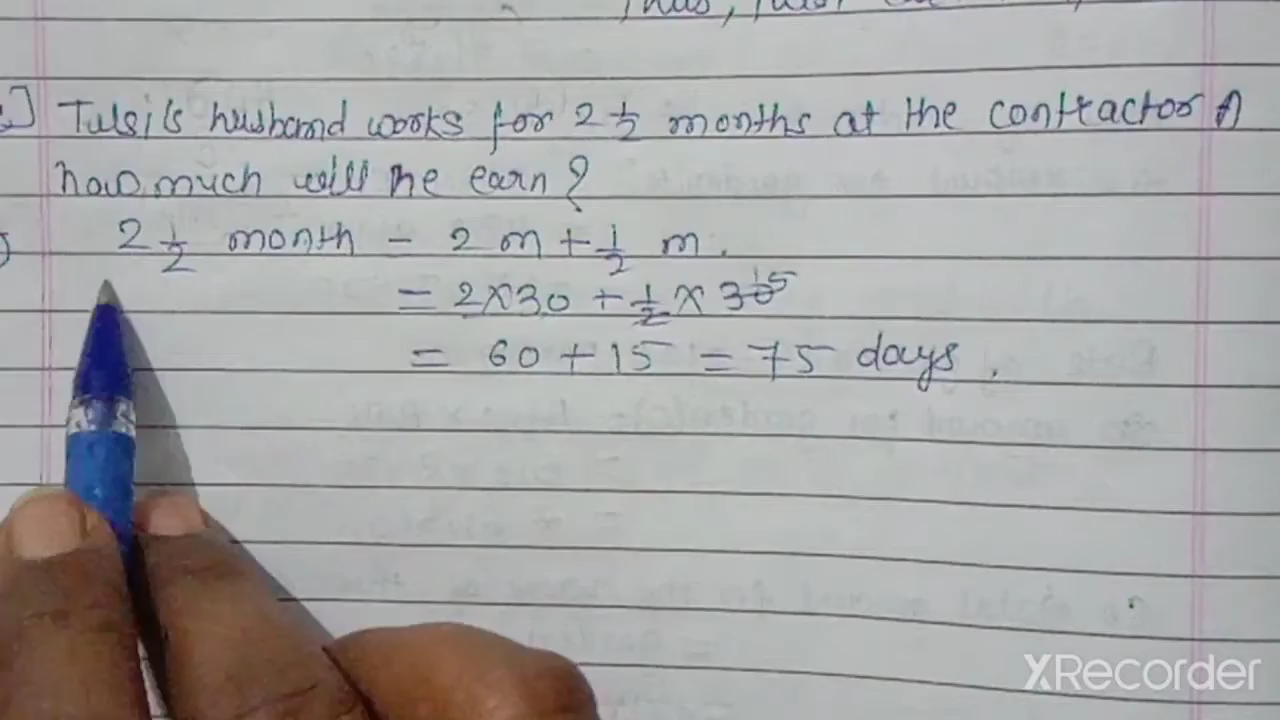 Tulsi's husband works for 2 1/2 months at the contractor
how much will he earn?
2 1/2 month - 2 m + 1/2 m.
= 2 × 30 + 1/2 × 30 15
= 60 + 15 = 75 days.
XRecorder